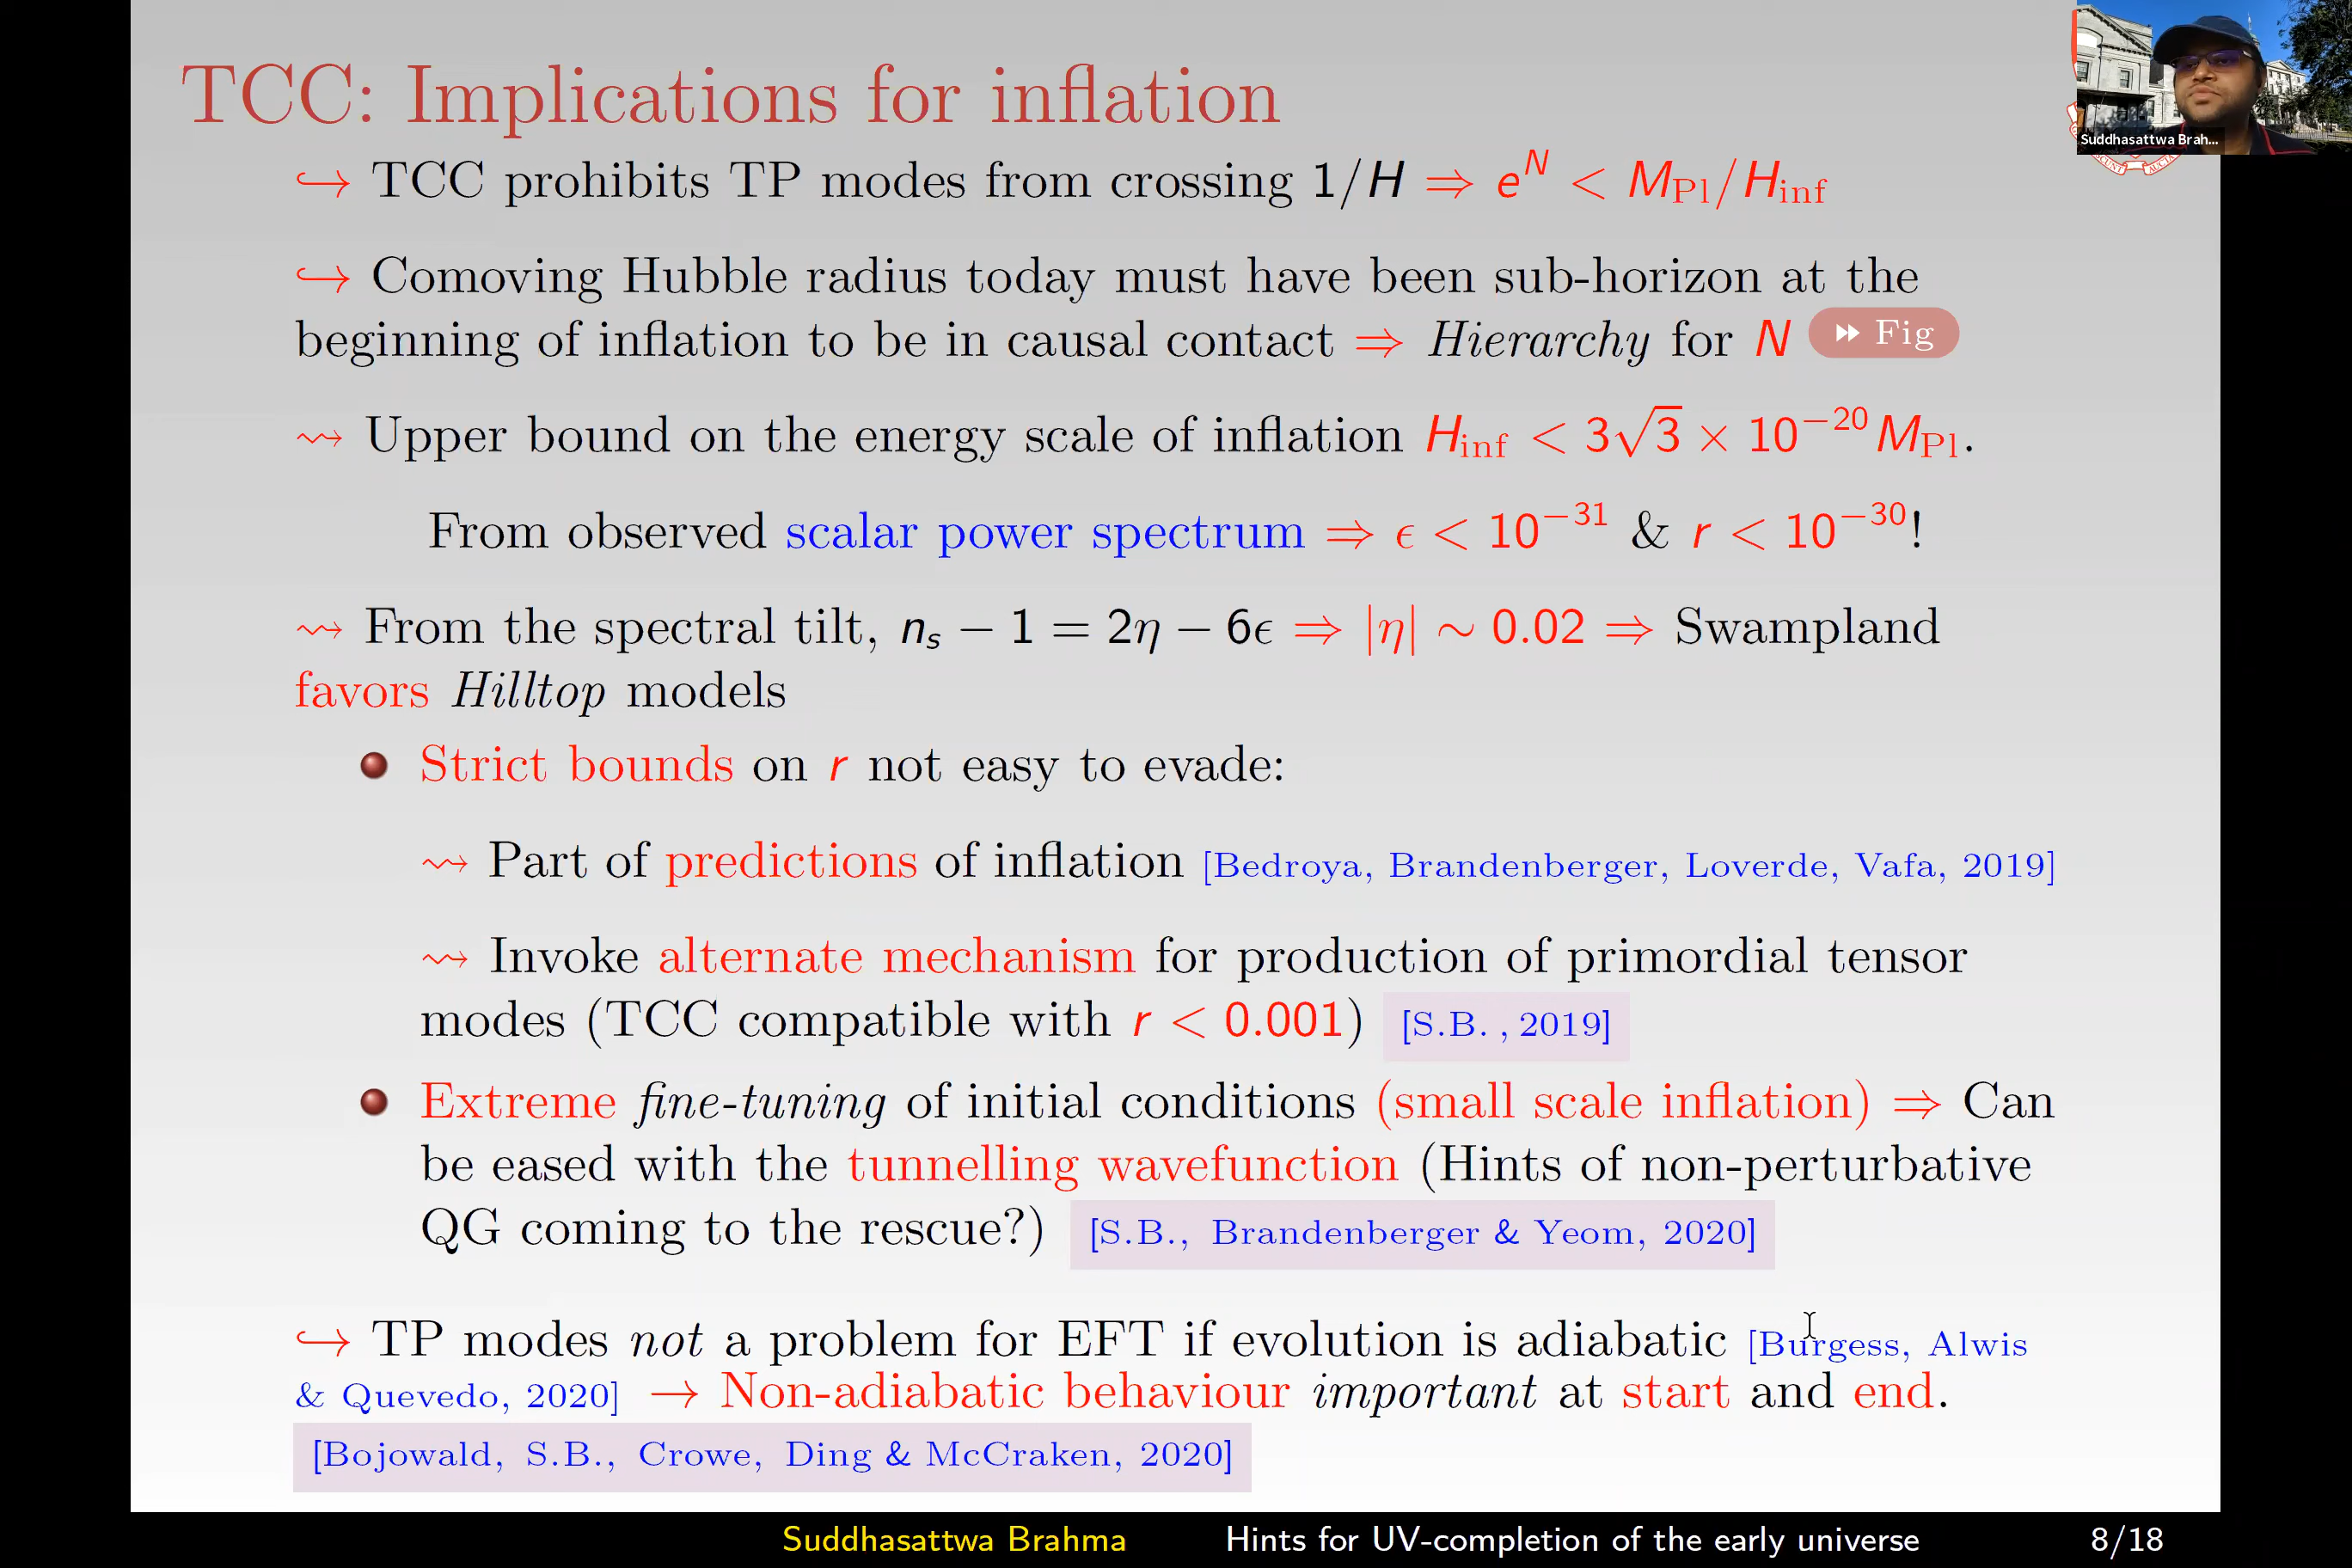 TCC: Implications for inflation
Suddhasattwa Brah...
↪ TCC prohibits TP modes from crossing 1/H ⇒ e^N < M_Pl/H_inf
↪ Comoving Hubble radius today must have been sub-horizon at the
beginning of inflation to be in causal contact ⇒ Hierarchy for N
Fig
⇝ Upper bound on the energy scale of inflation H_inf < 3√3 × 10^−20 M_Pl.
From observed scalar power spectrum ⇒ ϵ < 10^−31 & r < 10^−30!
⇝ From the spectral tilt, n_s − 1 = 2η − 6ϵ ⇒ |η| ∼ 0.02 ⇒ Swampland
favors Hilltop models
Strict bounds on r not easy to evade:
⇝ Part of predictions of inflation [Bedroya, Brandenberger, Loverde, Vafa, 2019]
⇝ Invoke alternate mechanism for production of primordial tensor
modes (TCC compatible with r < 0.001) [S.B. , 2019]
Extreme fine-tuning of initial conditions (small scale inflation) ⇒ Can
be eased with the tunnelling wavefunction (Hints of non-perturbative
QG coming to the rescue?) [S.B., Brandenberger & Yeom, 2020]
↪ TP modes not a problem for EFT if evolution is adiabatic [Burgess, Alwis
& Quevedo, 2020] → Non-adiabatic behaviour important at start and end.
[Bojowald, S.B., Crowe, Ding & McCraken, 2020]
Suddhasattwa Brahma Hints for UV-completion of the early universe 8/18